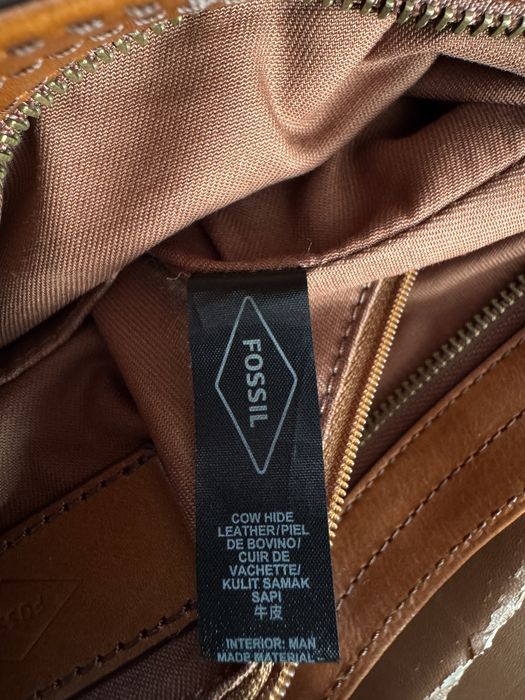 FOSSIL
COW HIDE
LEATHER/PIEL
DE BOVINO/
CUIR DE
VACHETTE/
KULIT SAMAK
SAPI
牛皮
INTERIOR: MAN
MADE MATERIAL